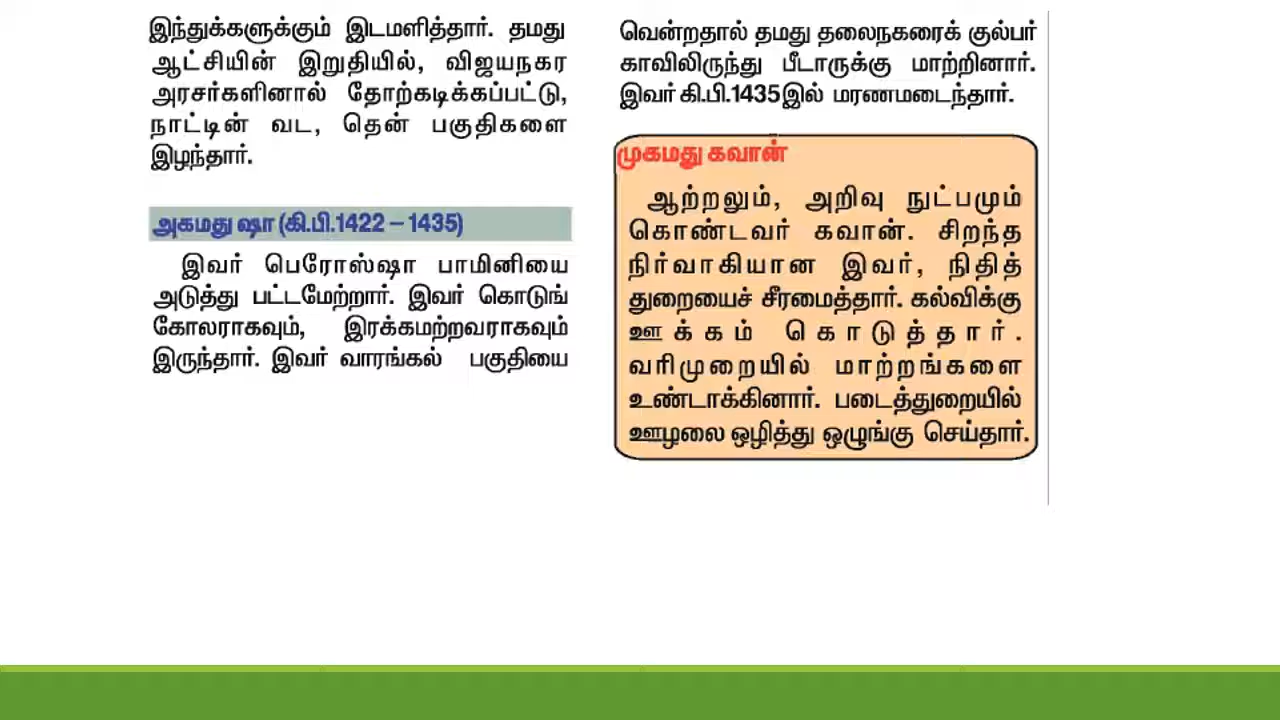 இந்துக்களுக்கும் இடமளித்தார். தமது
ஆட்சியின் இறுதியில், விஜயநகர
அரசர்களினால் தோற்கடிக்கப்பட்டு,
நாட்டின் வட, தென் பகுதிகளை
இழந்தார்.
அகமது ஷா (கி.பி.1422 – 1435)
இவர் பெரோஸ்ஷா பாமினியை
அடுத்து பட்டமேற்றார். இவர் கொடுங்
கோலராகவும், இரக்கமற்றவராகவும்
இருந்தார். இவர் வாரங்கல் பகுதியை
வென்றதால் தமது தலைநகரைக் குல்பர்
காவிலிருந்து பீடாருக்கு மாற்றினார்.
இவர் கி.பி.1435இல் மரணமடைந்தார்.
முகமது கவான்
ஆற்றலும், அறிவு நுட்பமும்
கொண்டவர் கவான். சிறந்த
நிர்வாகியான இவர், நிதித்
துறையைச் சீரமைத்தார். கல்விக்கு
ஊக்கம் கொடுத்தார்.
வரிமுறையில் மாற்றங்களை
உண்டாக்கினார். படைத்துறையில்
ஊழலை ஒழித்து ஒழுங்கு செய்தார்.